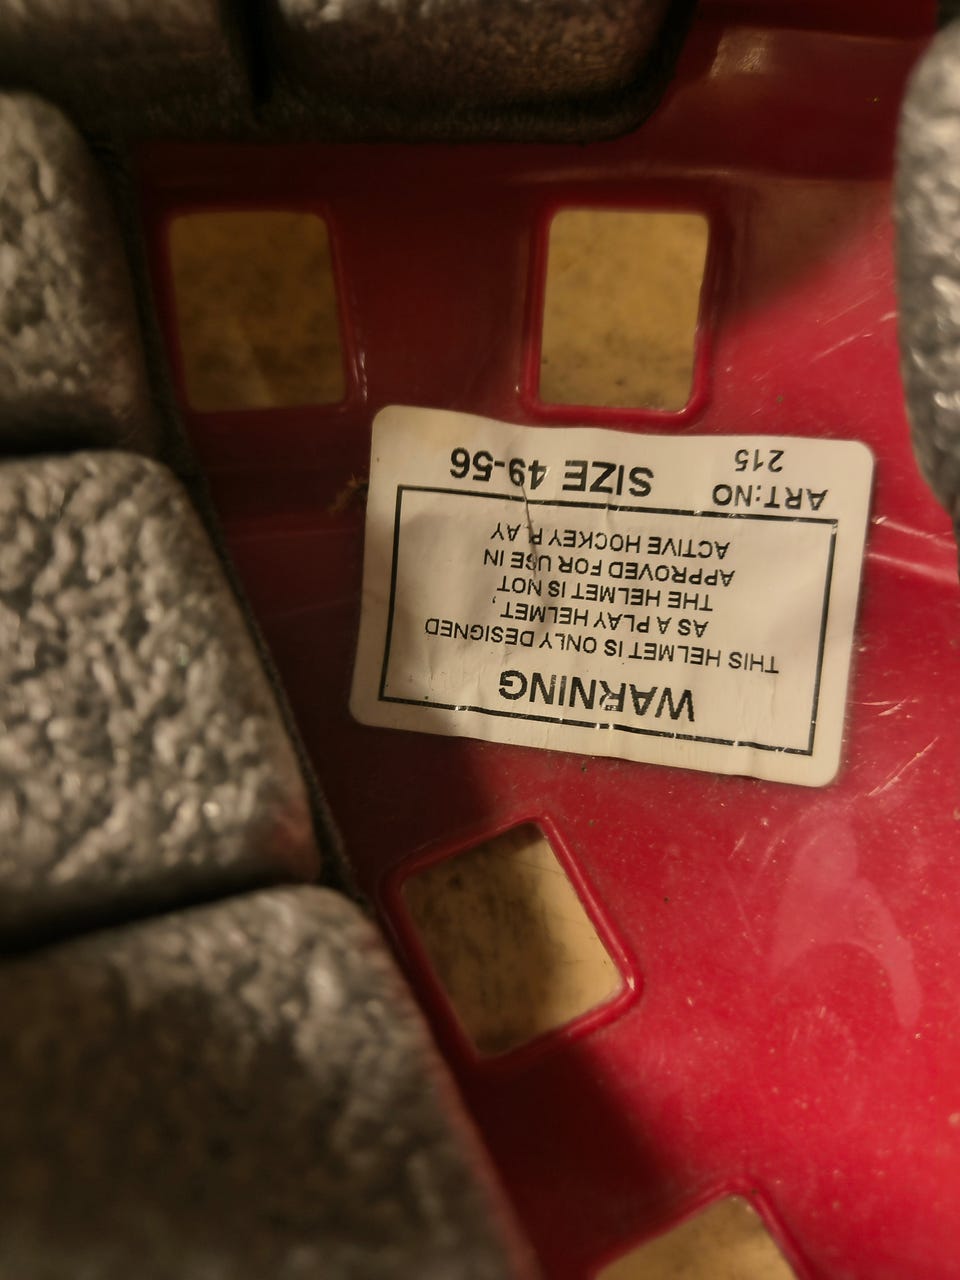 WARNING
THIS HELMET IS ONLY DESIGNED
AS A PLAY HELMET,
THE HELMET IS NOT
APPROVED FOR USE IN
ACTIVE HOCKEY PLAY
ART:NO SIZE 49-56
215